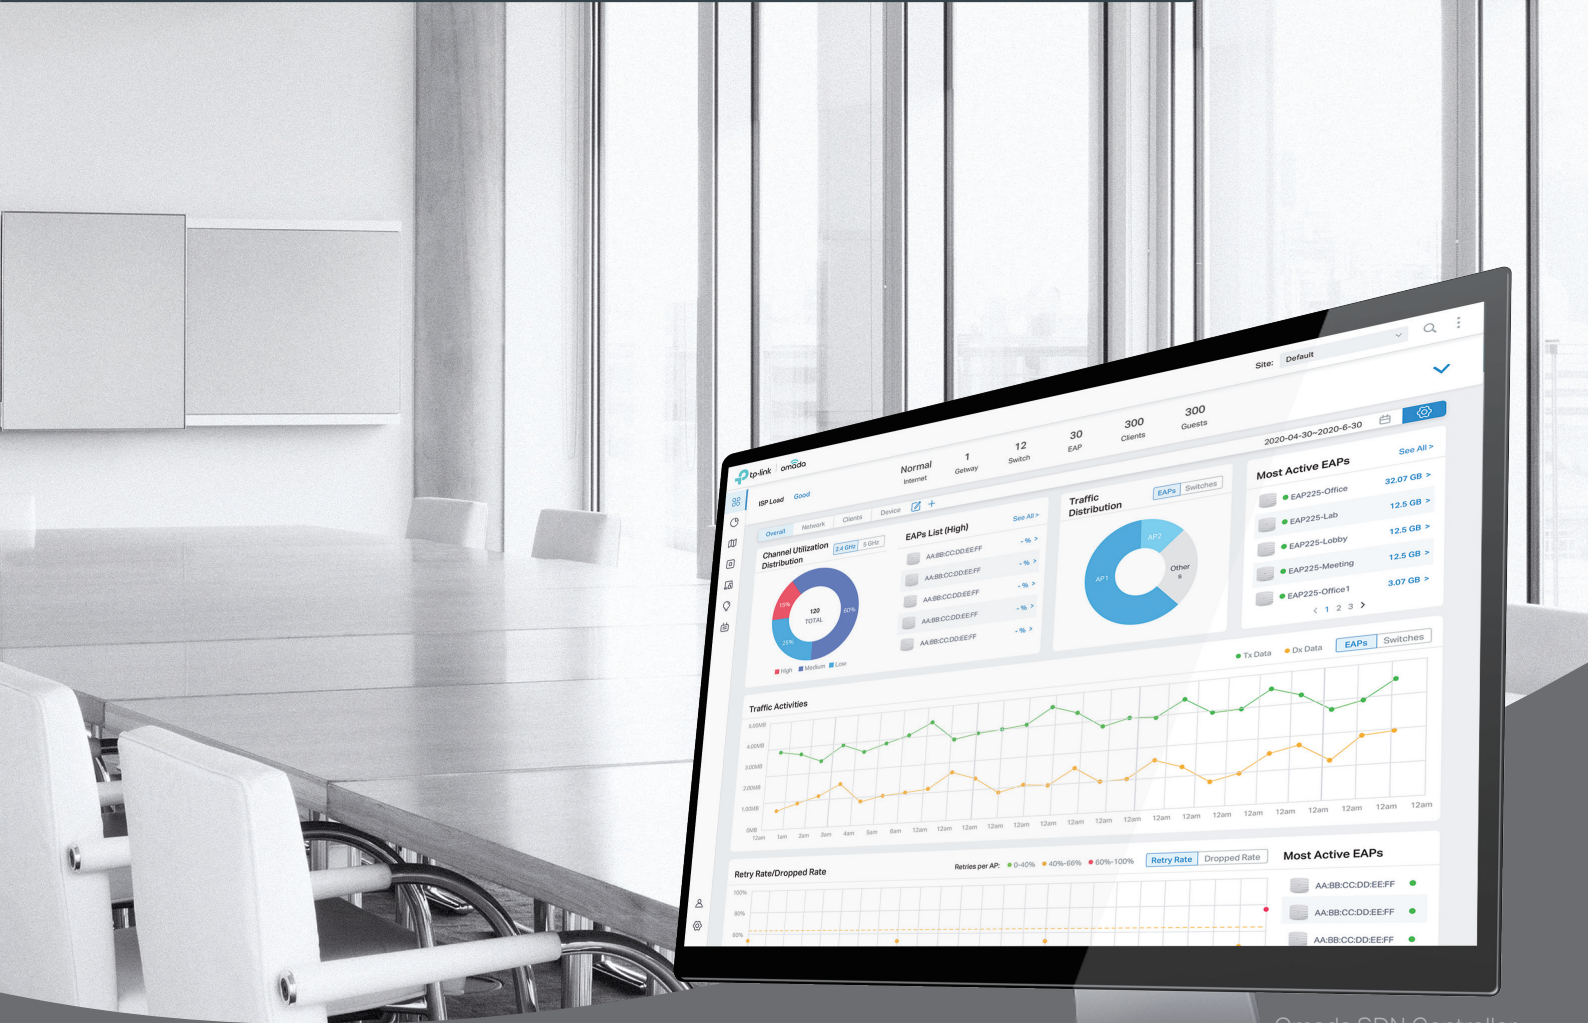 Site: Default
tp-link omada
Normal
Internet
1
Getway
12
Switch
30
EAP
300
Clients
300
Guests
ISP Load Good
2020-04-30~2020-6-30
Overall Network Clients Device
Channel Utilization
Distribution
2.4 GHz 5 GHz
15%
60%
25%
120
TOTAL
High Medium Low
EAPs List (High)
See All >
AA:BB:CC:DD:EE:FF - % >
AA:BB:CC:DD:EE:FF - % >
AA:BB:CC:DD:EE:FF - % >
AA:BB:CC:DD:EE:FF - % >
AA:BB:CC:DD:EE:FF - % >
Traffic
Distribution
EAPs Switches
AP2
AP1
Other
s
Most Active EAPs
See All >
EAP225-Office 32.07 GB >
EAP225-Lab 12.5 GB >
EAP225-Lobby 12.5 GB >
EAP225-Meeting 12.5 GB >
EAP225-Office1 3.07 GB >
< 1 2 3 >
Traffic Activities
Tx Data Dx Data
EAPs Switches
5.00MB
4.00MB
3.00MB
2.00MB
1.00MB
0MB
12am 1am 2am 3am 4am 5am 6am 12am 12am 12am 12am 12am 12am 12am 12am 12am 12am 12am 12am 12am 12am 12am 12am
Retry Rate/Dropped Rate
Retries per AP: 0-40% 40%-66% 60%-100%
Retry Rate Dropped Rate
100%
80%
60%
Most Active EAPs
AA:BB:CC:DD:EE:FF
AA:BB:CC:DD:EE:FF
AA:BB:CC:DD:EE:FF
Omada SDN Controller